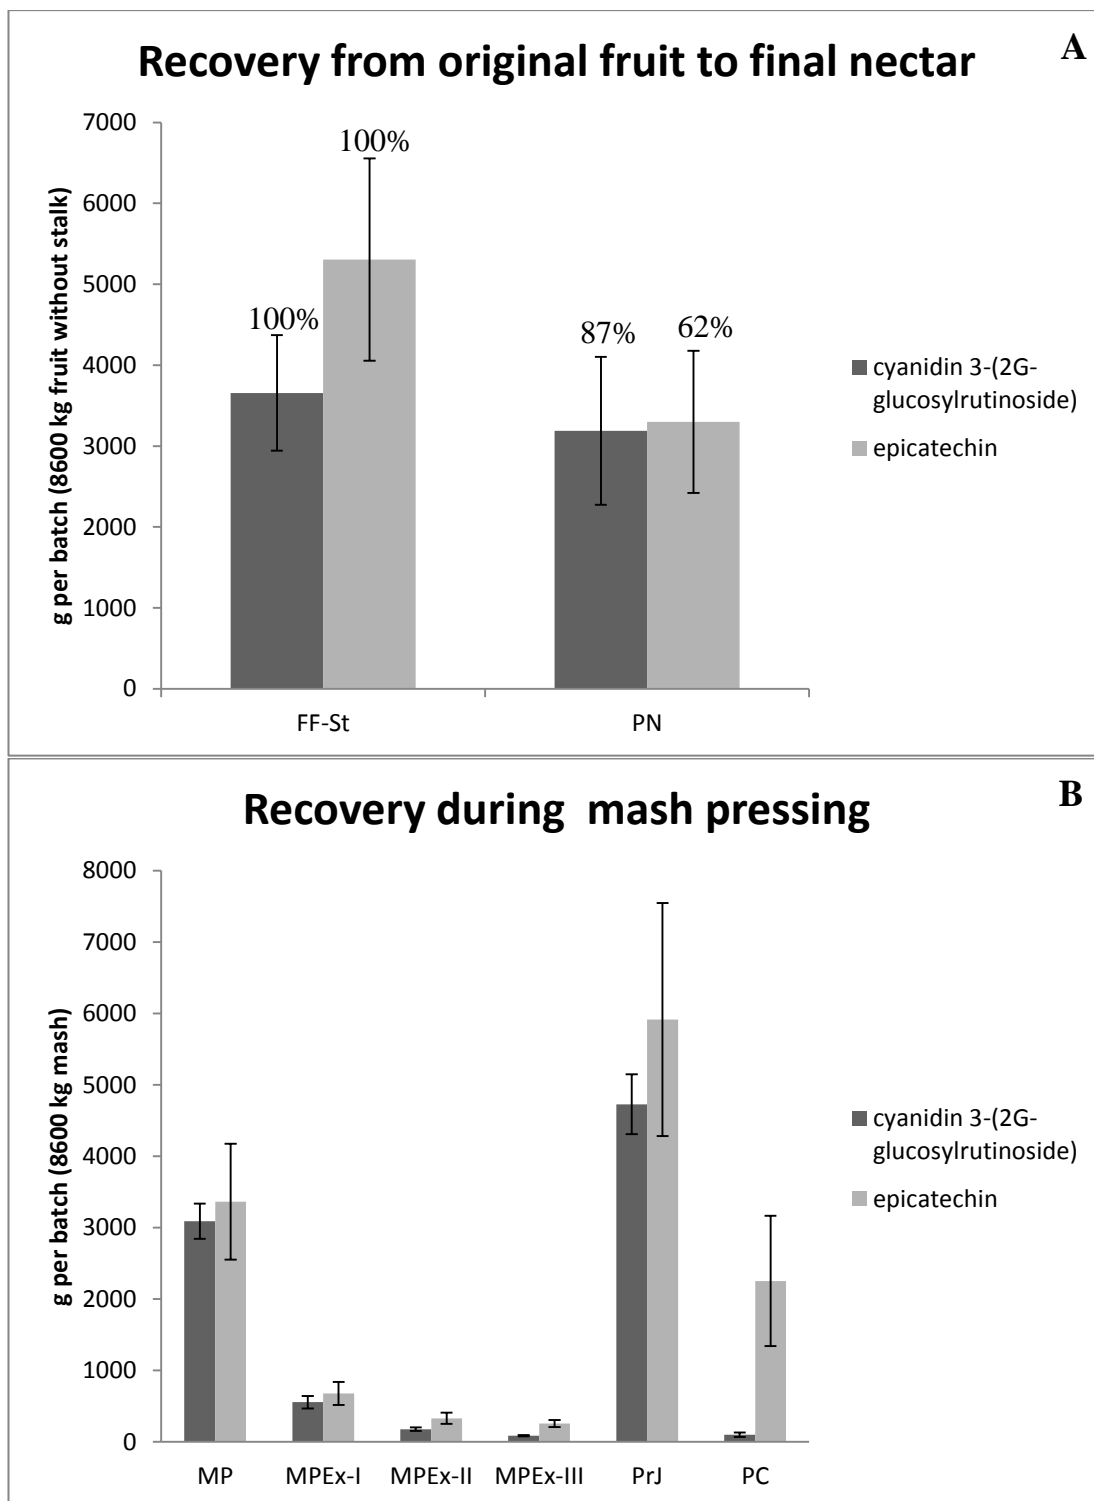 A
Recovery from original fruit to final nectar
g per batch (8600 kg fruit without stalk)
7000
6000
5000
4000
3000
2000
1000
0
100%
100%
87%
62%
FF-St
PN
cyanidin 3-(2G-
glucosylrutinoside)
epicatechin
B
Recovery during  mash pressing
g per batch (8600 kg mash)
8000
7000
6000
5000
4000
3000
2000
1000
0
MP
MPEx-I
MPEx-II
MPEx-III
PrJ
PC
cyanidin 3-(2G-
glucosylrutinoside)
epicatechin